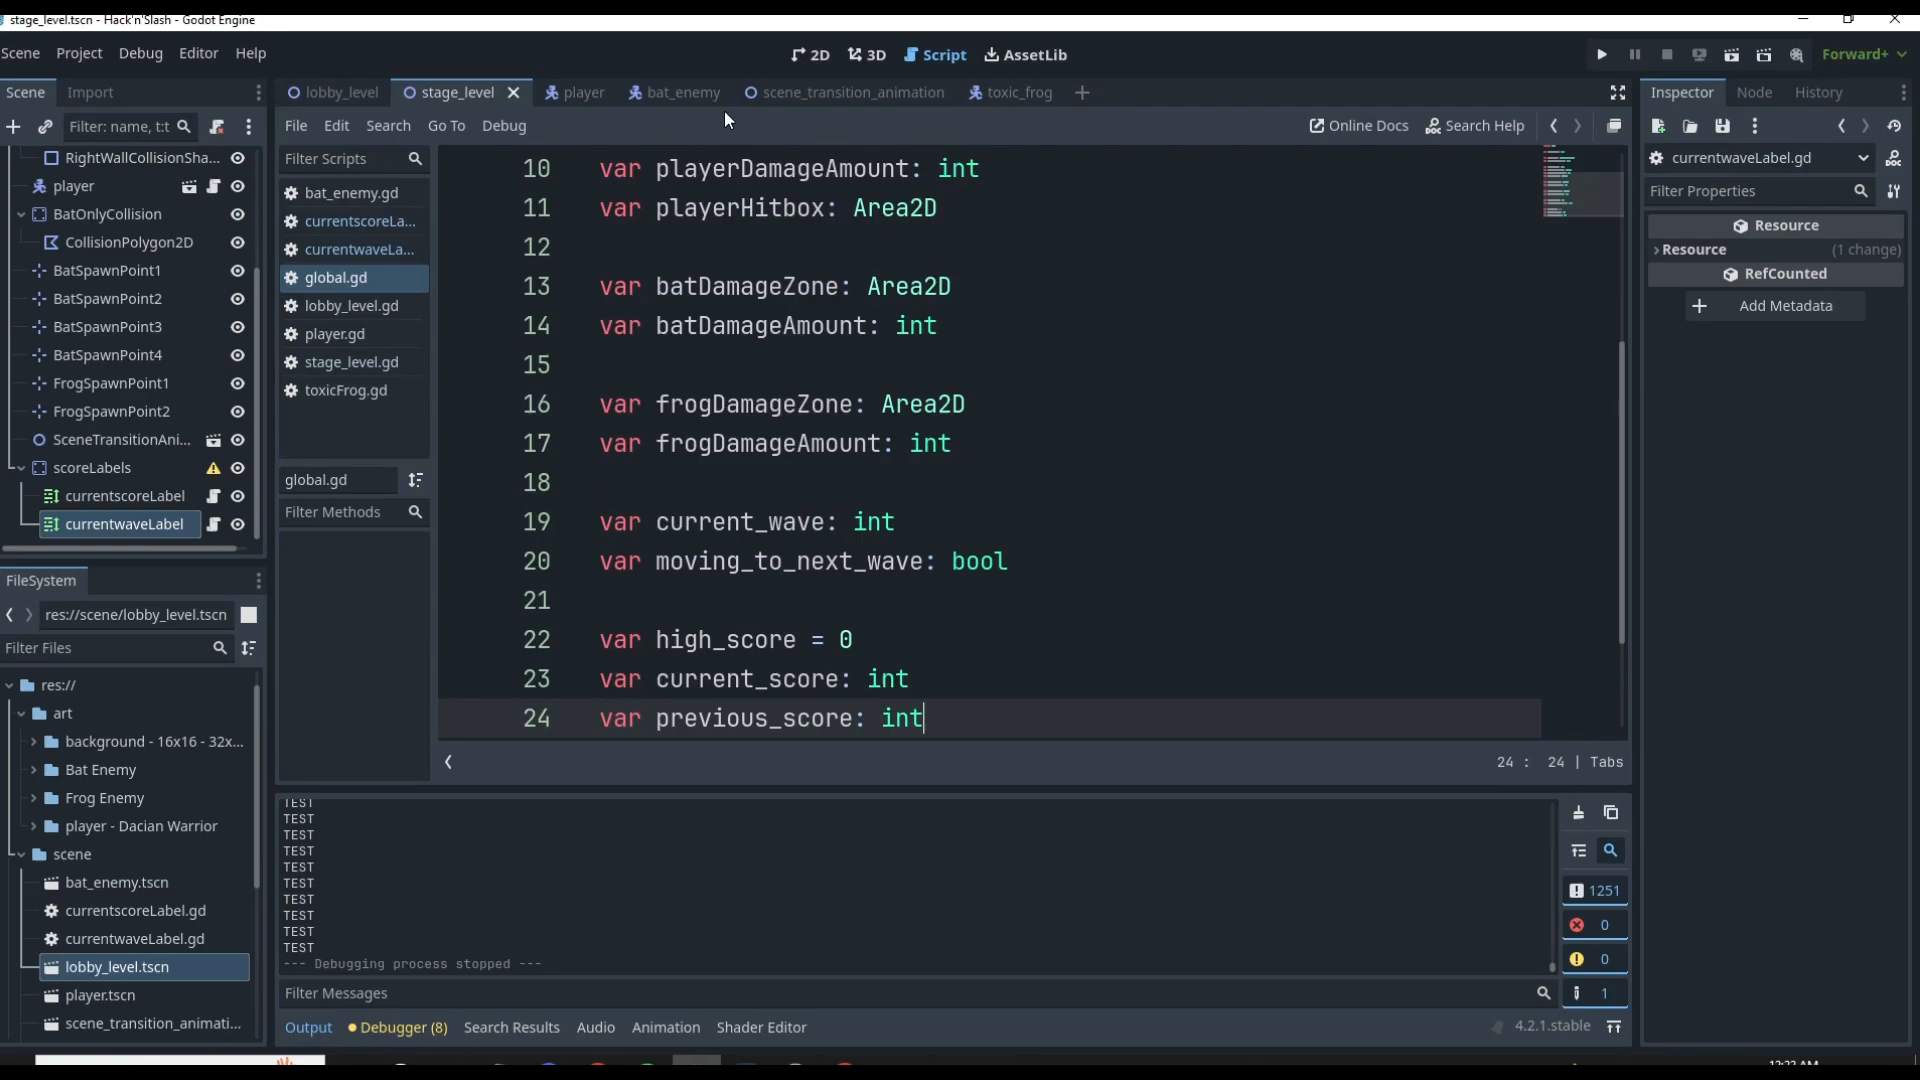 stage_level.tscn - Hack'n'Slash - Godot Engine
Scene Project Debug Editor Help
2D 3D Script AssetLib
Forward+
Scene Import
lobby_level stage_level player bat_enemy scene_transition_animation toxic_frog
Inspector Node History
Filter: name, t:t
File Edit Search Go To Debug
Online Docs Search Help
RightWallCollisionSha...
player
BatOnlyCollision
CollisionPolygon2D
BatSpawnPoint1
BatSpawnPoint2
BatSpawnPoint3
BatSpawnPoint4
FrogSpawnPoint1
FrogSpawnPoint2
SceneTransitionAni...
scoreLabels
currentscoreLabel
currentwaveLabel
FileSystem
res://scene/lobby_level.tscn
Filter Files
res://
art
background - 16x16 - 32x...
Bat Enemy
Frog Enemy
player - Dacian Warrior
scene
bat_enemy.tscn
currentscoreLabel.gd
currentwaveLabel.gd
lobby_level.tscn
player.tscn
scene_transition_animati...
Filter Scripts
bat_enemy.gd
currentscoreLa...
currentwaveLa...
global.gd
lobby_level.gd
player.gd
stage_level.gd
toxicFrog.gd
global.gd
Filter Methods
10 var playerDamageAmount: int
11 var playerHitbox: Area2D
12
13 var batDamageZone: Area2D
14 var batDamageAmount: int
15
16 var frogDamageZone: Area2D
17 var frogDamageAmount: int
18
19 var current_wave: int
20 var moving_to_next_wave: bool
21
22 var high_score = 0
23 var current_score: int
24 var previous_score: int
24 : 24 | Tabs
TEST
TEST
TEST
TEST
TEST
TEST
TEST
TEST
TEST
TEST
--- Debugging process stopped ---
Filter Messages
1251
0
0
1
Output Debugger (8) Search Results Audio Animation Shader Editor
4.2.1.stable
currentwaveLabel.gd
Filter Properties
Resource
Resource (1 change)
RefCounted
Add Metadata